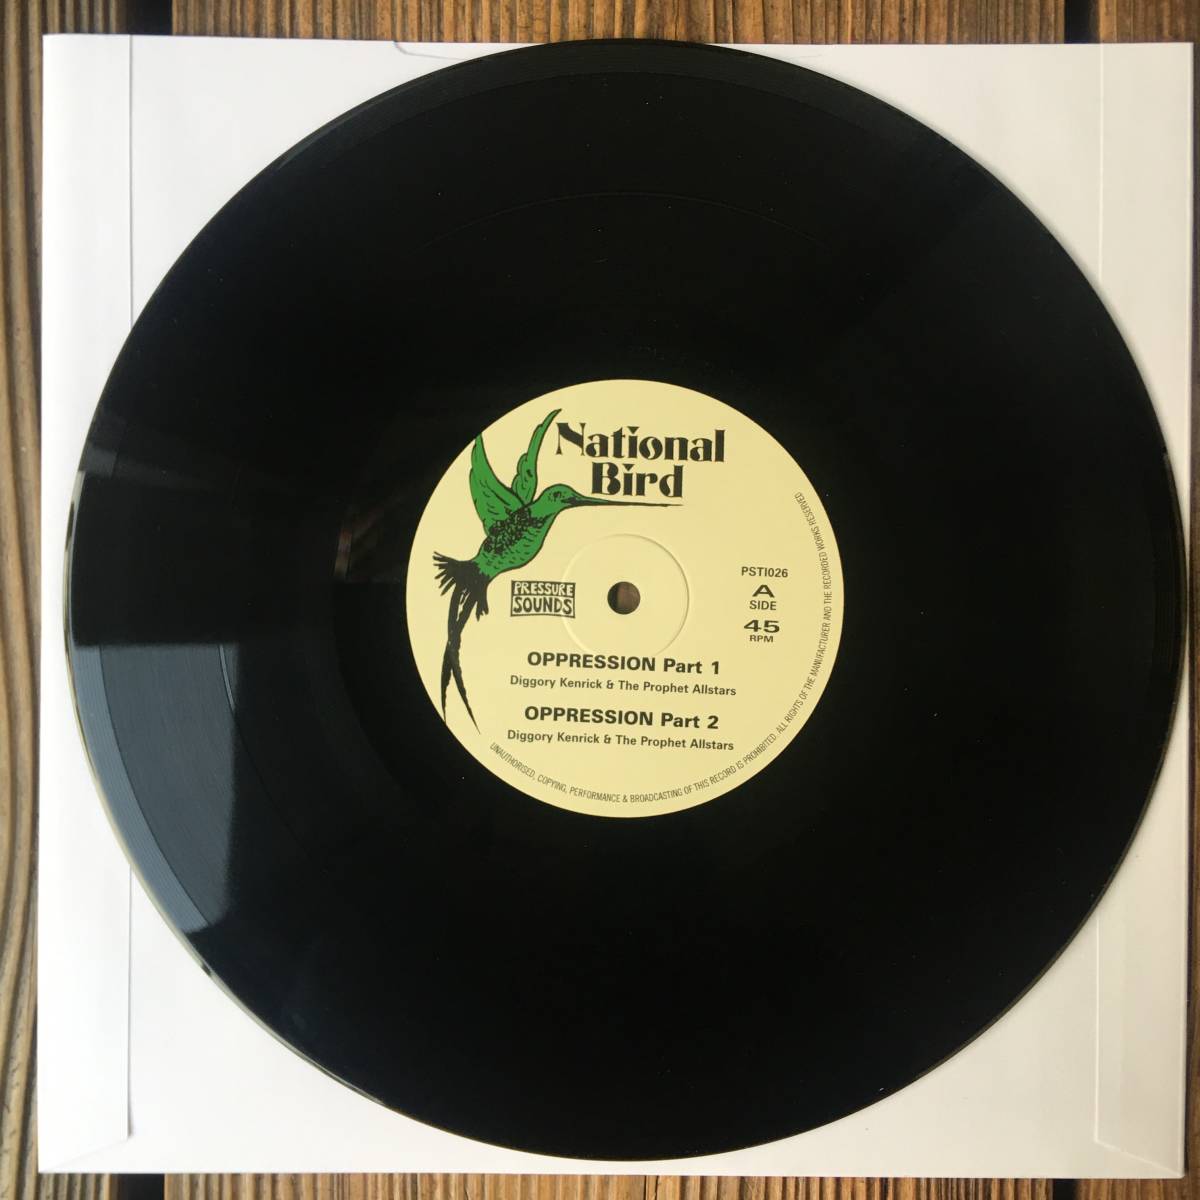 National
Bird
PRESSURE
SOUNDS
PSTI026
A
SIDE
45
RPM
OPPRESSION Part 1
Diggory Kenrick & The Prophet Allstars
OPPRESSION Part 2
Diggory Kenrick & The Prophet Allstars
UNAUTHORISED, COPYING, PERFORMANCE & BROADCASTING OF THIS RECORD IS PROHIBITED. ALL RIGHTS OF THE MANUFACTURER AND THE RECORDED WORKS RESERVED